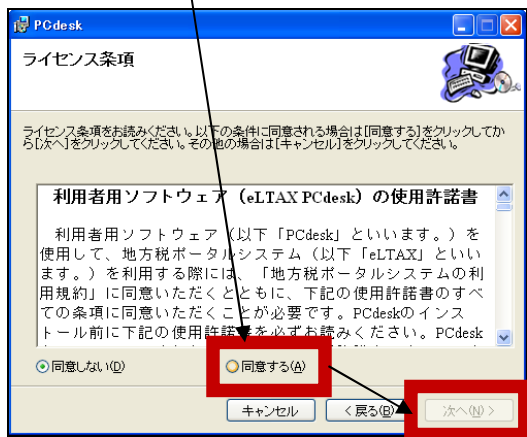 PCdesk
ライセンス条項
ライセンス条項をお読みください。以下の条件に同意される場合は[同意する]をクリックしてか
ら[次へ]をクリックしてください。その他の場合は[キャンセル]をクリックしてください。
利用者用ソフトウェア（eLTAX PCdesk）の使用許諾書
利用者用ソフトウェア（以下「PCdesk」といいます。）を
使用して、地方税ポータルシステム（以下「eLTAX」といい
ます。）を利用する際には、「地方税ポータルシステムの利
用規約」に同意いただくとともに、下記の使用許諾書のすべ
ての条項に同意いただくことが必要です。PCdeskのインス
トール前に下記の使用許諾書を必ずお読みください。PCdesk
同意しない(D)
同意する(A)
キャンセル
< 戻る(B)
次へ(N) >